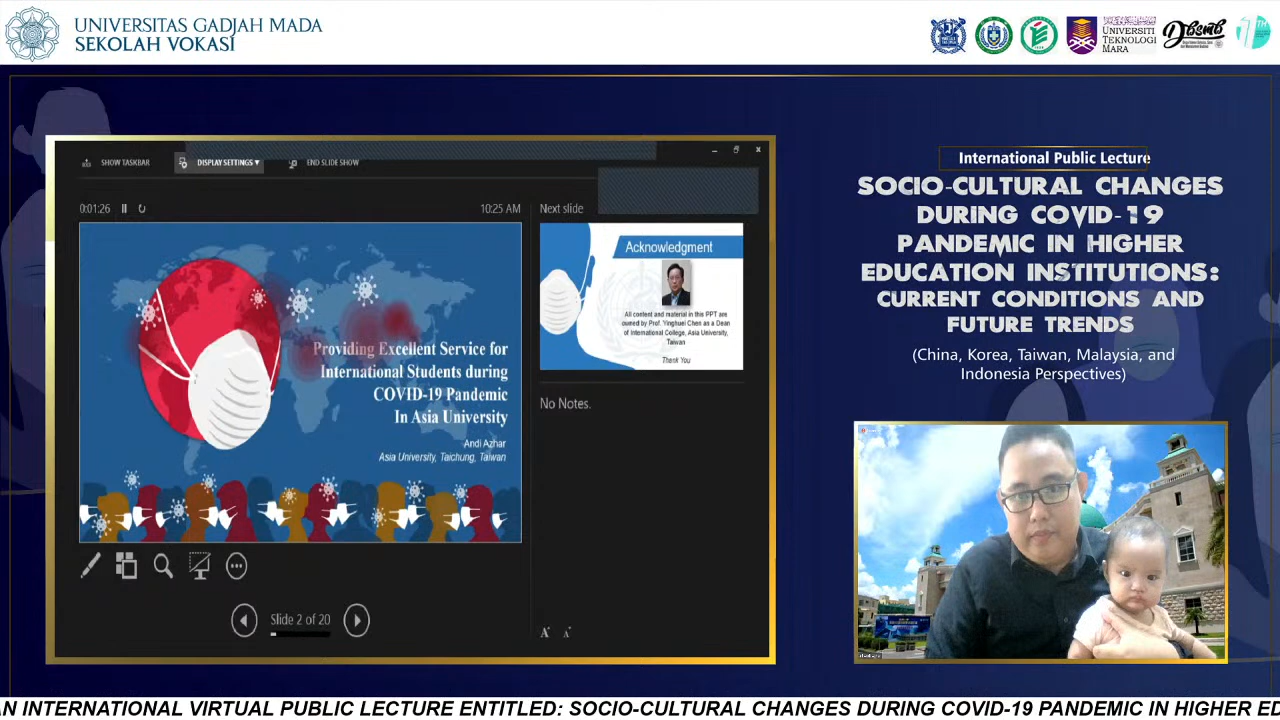 UNIVERSITAS GADJAH MADA
SEKOLAH VOKASI
UNIVERSITI
TEKNOLOGI
MARA
Dbsmb
International Public Lecture
SOCIO-CULTURAL CHANGES
DURING COVID-19
PANDEMIC IN HIGHER
EDUCATION INSTITUTIONS:
CURRENT CONDITIONS AND
FUTURE TRENDS
(China, Korea, Taiwan, Malaysia, and
Indonesia Perspectives)
SHOW TASKBAR
DISPLAY SETTINGS ▾
END SLIDE SHOW
0:01:26
10:25 AM
Next slide
Providing Excellent Service for
International Students during
COVID-19 Pandemic
In Asia University
Andi Azhar
Asia University, Taichung, Taiwan
Acknowledgment
All content and material in this PPT are
owned by Prof. Yinghuei Chen as a Dean
of International College, Asia University,
Taiwan
Thank You
No Notes.
Slide 2 of 20
A A
AN INTERNATIONAL VIRTUAL PUBLIC LECTURE ENTITLED: SOCIO-CULTURAL CHANGES DURING COVID-19 PANDEMIC IN HIGHER ED